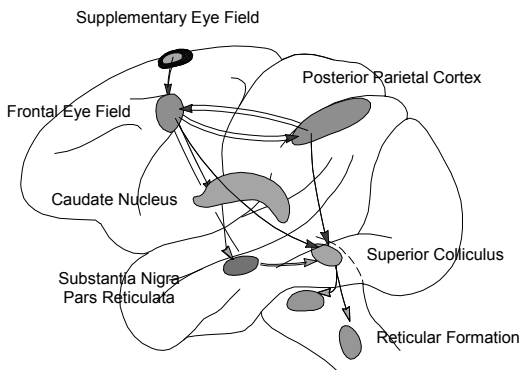 Supplementary Eye Field
Posterior Parietal Cortex
Frontal Eye Field
Caudate Nucleus
Superior Colliculus
Substantia Nigra
Pars Reticulata
Reticular Formation